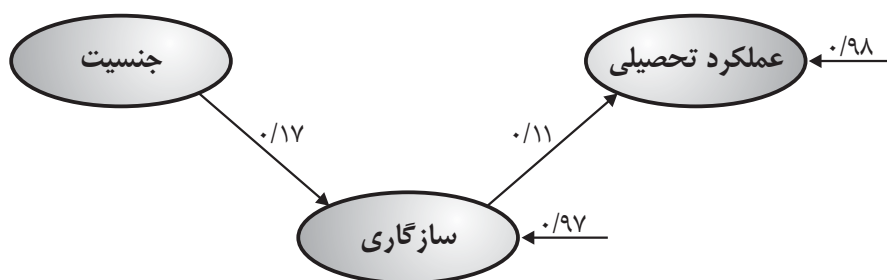 جنسیت
عملکرد تحصیلی
۰/۹۸
۰/۱۷
۰/۱۱
سازگاری
۰/۹۷